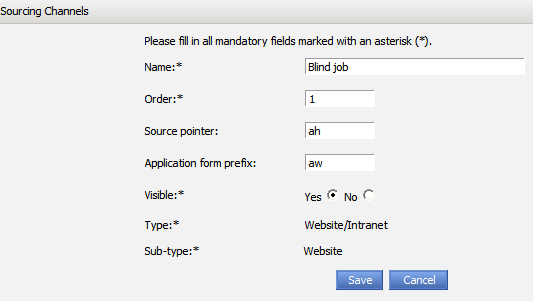 Sourcing Channels
Please fill in all mandatory fields marked with an asterisk (*).
Name:* Blind job
Order:* 1
Source pointer: ah
Application form prefix: aw
Visible:* Yes No
Type:* Website/Intranet
Sub-type:* Website
Save Cancel